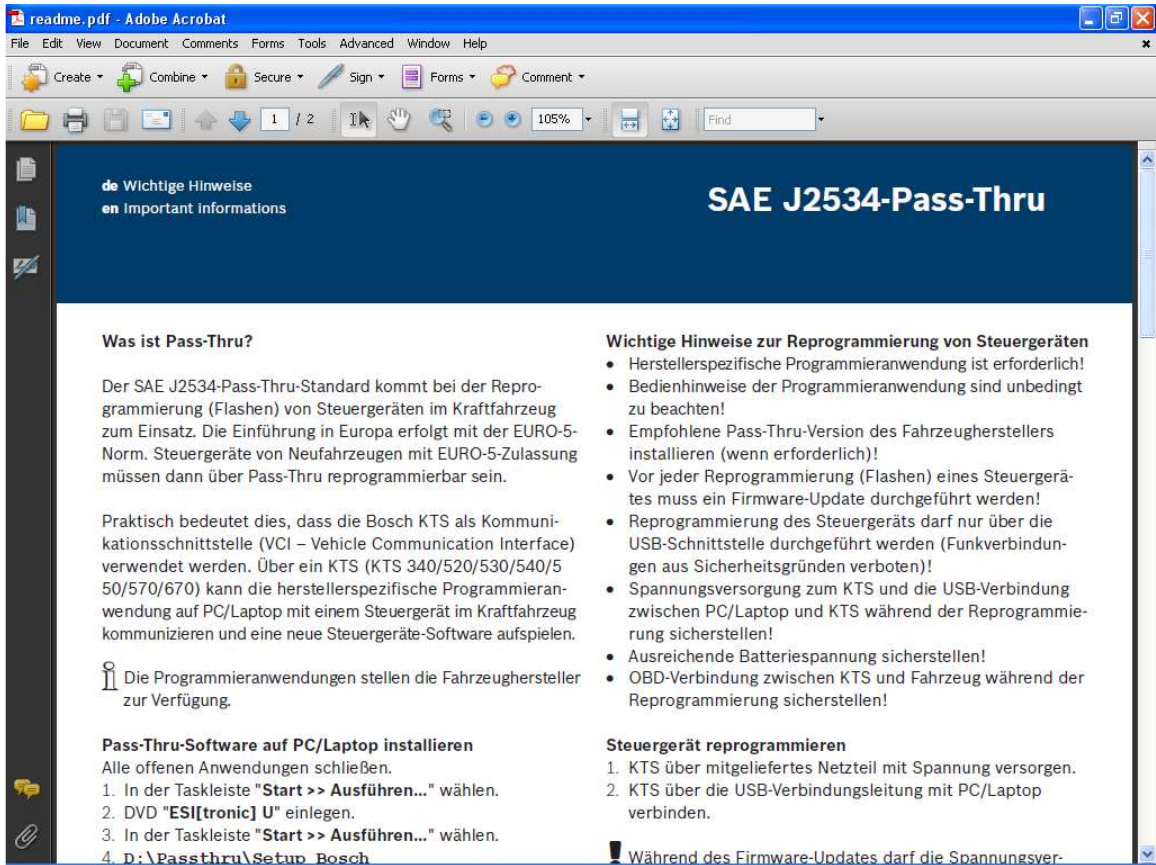 readme.pdf - Adobe Acrobat
File Edit View Document Comments Forms Tools Advanced Window Help
Create Combine Secure Sign Forms Comment
1 / 2 105% Find
de Wichtige Hinweise
en Important informations
SAE J2534-Pass-Thru
Was ist Pass-Thru?
Der SAE J2534-Pass-Thru-Standard kommt bei der Repro-
grammierung (Flashen) von Steuergeräten im Kraftfahrzeug
zum Einsatz. Die Einführung in Europa erfolgt mit der EURO-5-
Norm. Steuergeräte von Neufahrzeugen mit EURO-5-Zulassung
müssen dann über Pass-Thru reprogrammierbar sein.
Praktisch bedeutet dies, dass die Bosch KTS als Kommuni-
kationsschnittstelle (VCI – Vehicle Communication Interface)
verwendet werden. Über ein KTS (KTS 340/520/530/540/5
50/570/670) kann die herstellerspezifische Programmieran-
wendung auf PC/Laptop mit einem Steuergerät im Kraftfahrzeug
kommunizieren und eine neue Steuergeräte-Software aufspielen.
Die Programmieranwendungen stellen die Fahrzeughersteller
zur Verfügung.
Pass-Thru-Software auf PC/Laptop installieren
Alle offenen Anwendungen schließen.
1. In der Taskleiste "Start >> Ausführen..." wählen.
2. DVD "ESI[tronic] U" einlegen.
3. In der Taskleiste "Start >> Ausführen..." wählen.
4. D:\Passthru\Setup Bosch
Wichtige Hinweise zur Reprogrammierung von Steuergeräten
• Herstellerspezifische Programmieranwendung ist erforderlich!
• Bedienhinweise der Programmieranwendung sind unbedingt
zu beachten!
• Empfohlene Pass-Thru-Version des Fahrzeugherstellers
installieren (wenn erforderlich)!
• Vor jeder Reprogrammierung (Flashen) eines Steuergerä-
tes muss ein Firmware-Update durchgeführt werden!
• Reprogrammierung des Steuergeräts darf nur über die
USB-Schnittstelle durchgeführt werden (Funkverbindun-
gen aus Sicherheitsgründen verboten)!
• Spannungsversorgung zum KTS und die USB-Verbindung
zwischen PC/Laptop und KTS während der Reprogrammie-
rung sicherstellen!
• Ausreichende Batteriespannung sicherstellen!
• OBD-Verbindung zwischen KTS und Fahrzeug während der
Reprogrammierung sicherstellen!
Steuergerät reprogrammieren
1. KTS über mitgeliefertes Netzteil mit Spannung versorgen.
2. KTS über die USB-Verbindungsleitung mit PC/Laptop
verbinden.
! Während des Firmware-Updates darf die Spannungsver-